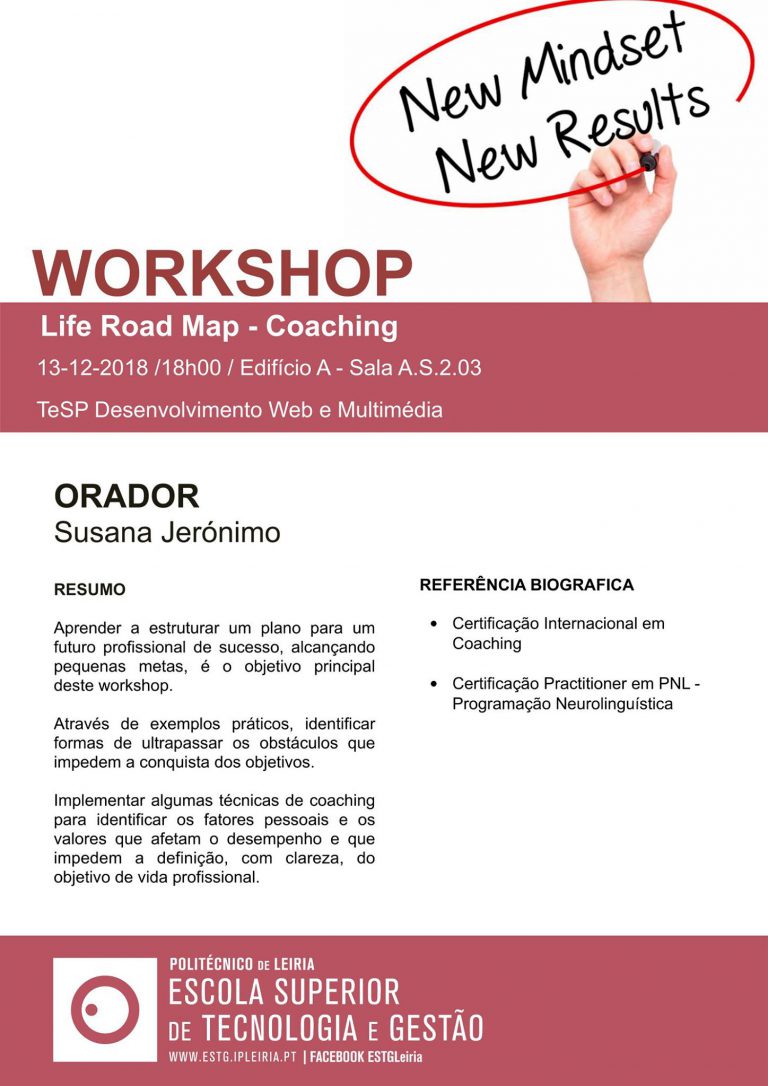 New Mindset
New Results
WORKSHOP
Life Road Map - Coaching
13-12-2018 /18h00 / Edifício A - Sala A.S.2.03
TeSP Desenvolvimento Web e Multimédia
ORADOR
Susana Jerónimo
RESUMO
Aprender a estruturar um plano para um
futuro profissional de sucesso, alcançando
pequenas metas, é o objetivo principal
deste workshop.
Através de exemplos práticos, identificar
formas de ultrapassar os obstáculos que
impedem a conquista dos objetivos.
Implementar algumas técnicas de coaching
para identificar os fatores pessoais e os
valores que afetam o desempenho e que
impedem a definição, com clareza, do
objetivo de vida profissional.
REFERÊNCIA BIOGRAFICA
• Certificação Internacional em
Coaching
• Certificação Practitioner em PNL -
Programação Neurolinguística
POLITÉCNICO DE LEIRIA
ESCOLA SUPERIOR
DE TECNOLOGIA E GESTÃO
WWW.ESTG.IPLEIRIA.PT | FACEBOOK ESTGLeiria